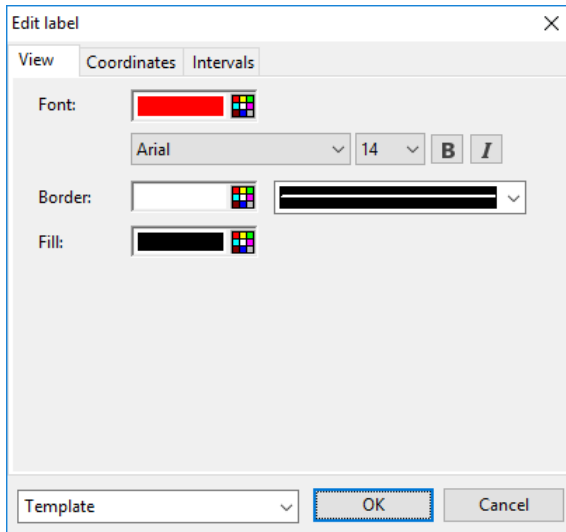 Edit label
View Coordinates Intervals
Font:
Arial 14 B I
Border:
Fill:
Template OK Cancel